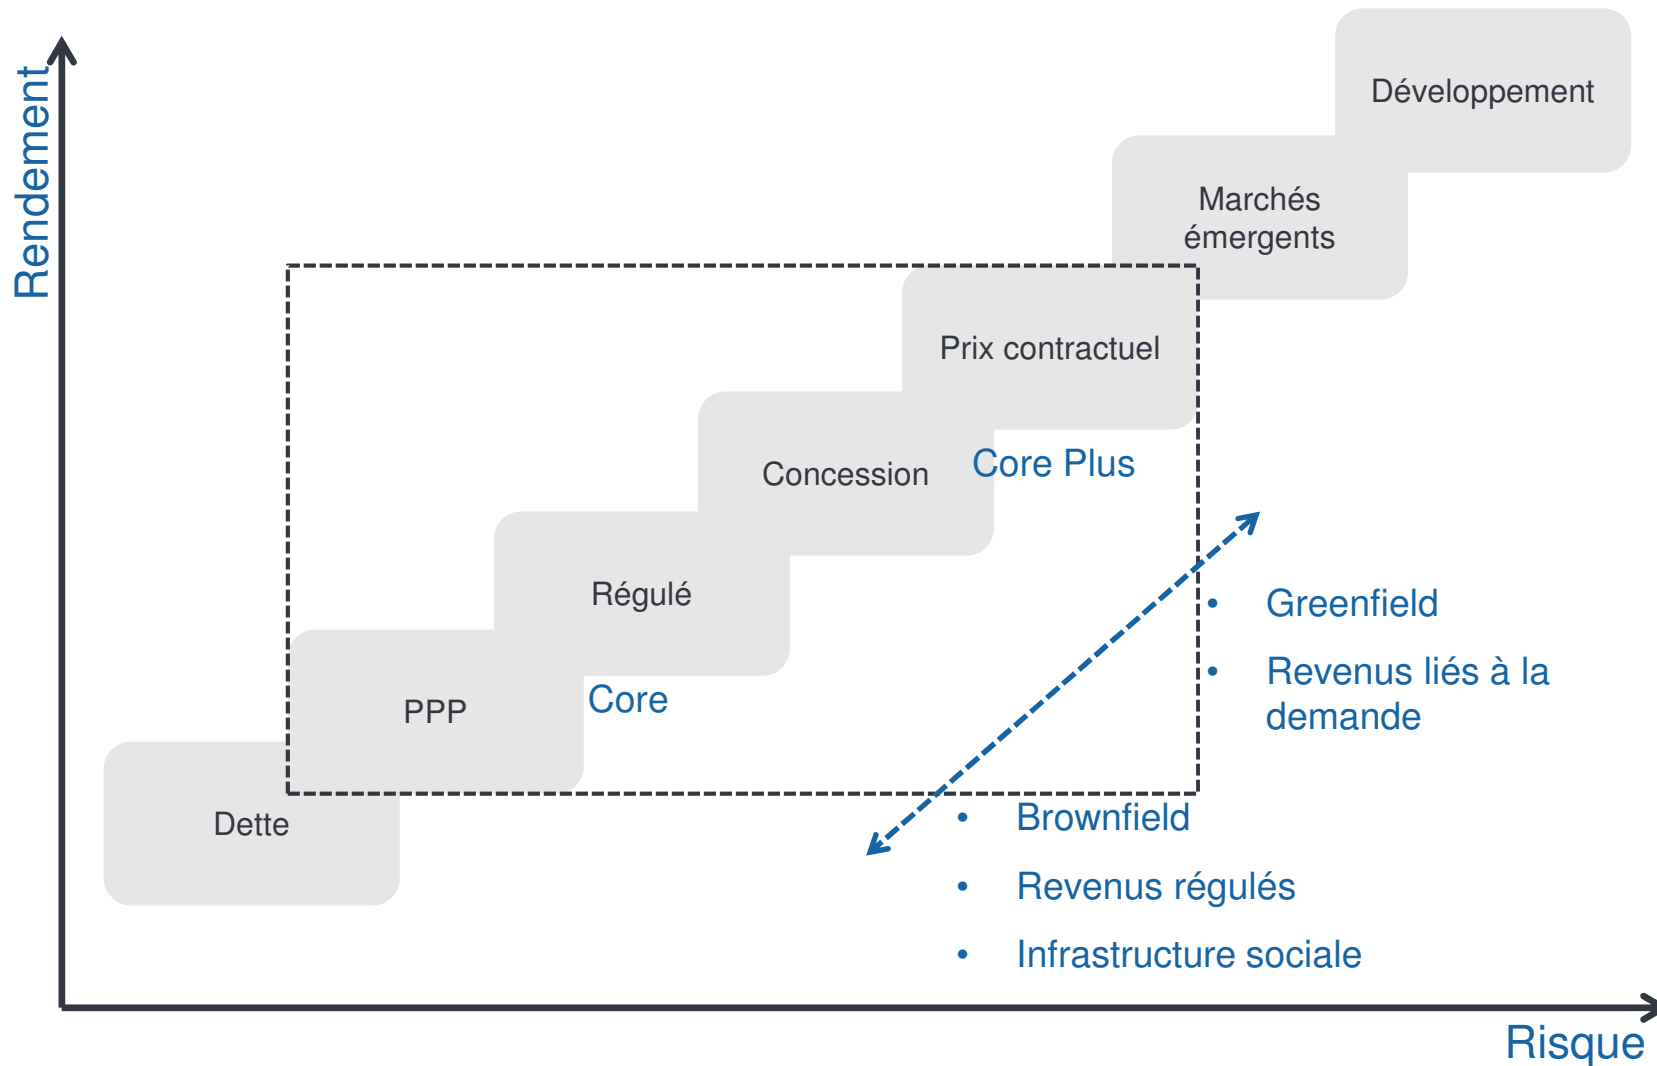 Rendement
Développement
Marchés
émergents
Prix contractuel
Concession
Core Plus
Régulé
• Greenfield
• Revenus liés à la
demande
PPP
Core
Dette
• Brownfield
• Revenus régulés
• Infrastructure sociale
Risque